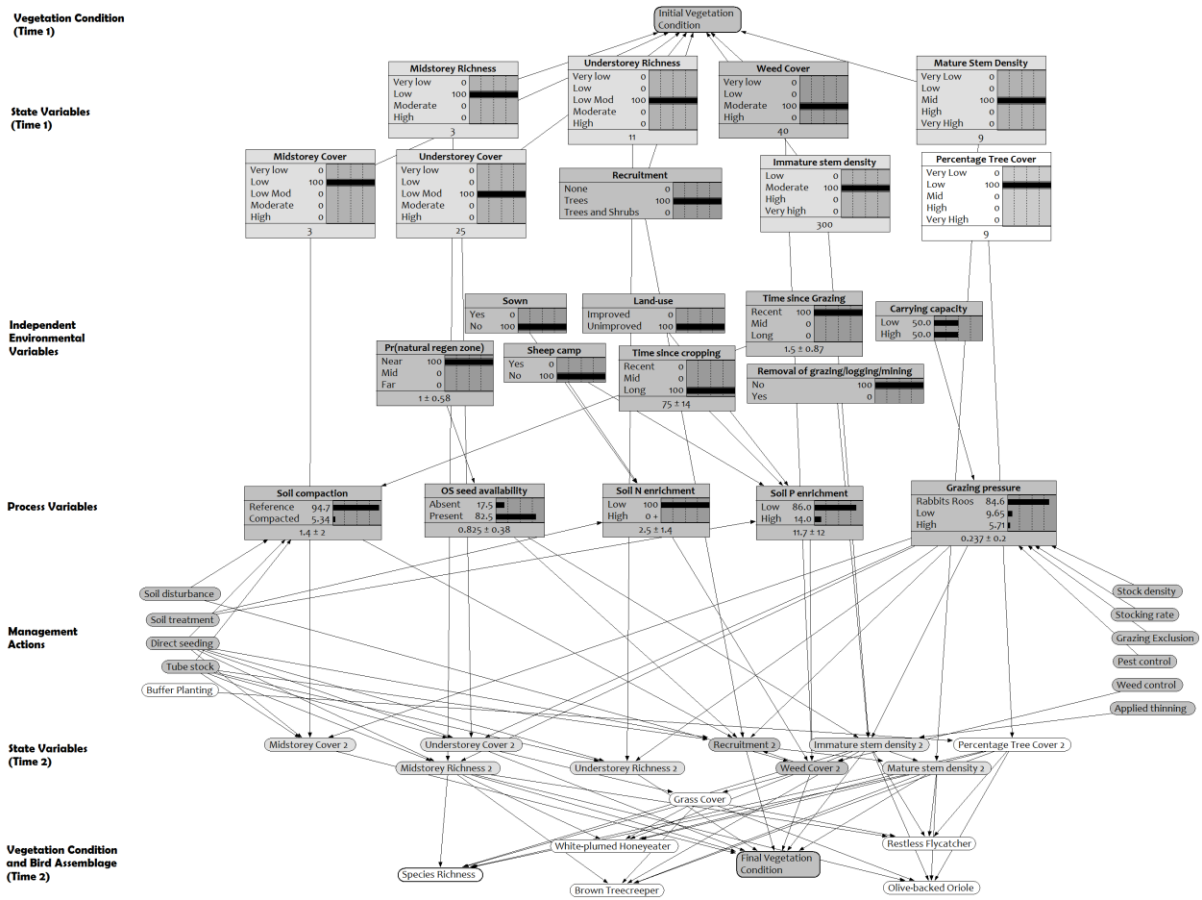 Vegetation Condition
(Time 1)
Initial Vegetation
Condition
State Variables
(Time 1)
Midstorey Richness
Very low 0
Low 100
Moderate 0
High 0
3
Understorey Richness
Very low 0
Low 0
Low Mod 100
Moderate 0
High 0
11
Weed Cover
Very low 0
Low 0
Moderate 100
High 0
40
Mature Stem Density
Very Low 0
Low 0
Mid 100
High 0
Very High 0
9
Midstorey Cover
Very low 0
Low 100
Low Mod 0
Moderate 0
High 0
3
Understorey Cover
Very low 0
Low 0
Low Mod 100
Moderate 0
High 0
25
Recruitment
None 0
Trees 100
Trees and Shrubs 0
Immature stem density
Low 0
Moderate 100
High 0
Very high 0
300
Percentage Tree Cover
Very Low 0
Low 100
Mid 0
High 0
Very High 0
9
Independent
Environmental
Variables
Sown
Yes 0
No 100
Land-use
Improved 0
Unimproved 100
Time since Grazing
Recent 100
Mid 0
Long 0
1.5 ± 0.87
Carrying capacity
Low 50.0
High 50.0
Pr(natural regen zone)
Near 100
Mid 0
Far 0
1 ± 0.58
Sheep camp
Yes 0
No 100
Time since cropping
Recent 0
Mid 0
Long 100
75 ± 14
Removal of grazing/logging/mining
No 100
Yes 0
Process Variables
Soil compaction
Reference 94.7
Compacted 5.34
1.4 ± 2
OS seed availability
Absent 17.5
Present 82.5
0.825 ± 0.38
Soil N enrichment
Low 100
High 0 +
2.5 ± 1.4
Soil P enrichment
Low 86.0
High 14.0
11.7 ± 12
Grazing pressure
Rabbits Roos 84.6
Low 9.65
High 5.71
0.237 ± 0.2
Management
Actions
Soil disturbance
Soil treatment
Direct seeding
Tube stock
Buffer Planting
Stock density
Stocking rate
Grazing Exclusion
Pest control
Weed control
Applied thinning
State Variables
(Time 2)
Midstorey Cover 2
Understorey Cover 2
Recruitment 2
Immature stem density 2
Percentage Tree Cover 2
Midstorey Richness 2
Understorey Richness 2
Weed Cover 2
Mature stem density 2
Grass Cover
Vegetation Condition
and Bird Assemblage
(Time 2)
White-plumed Honeyeater
Restless Flycatcher
Species Richness
Final Vegetation
Condition
Brown Treecreeper
Olive-backed Oriole